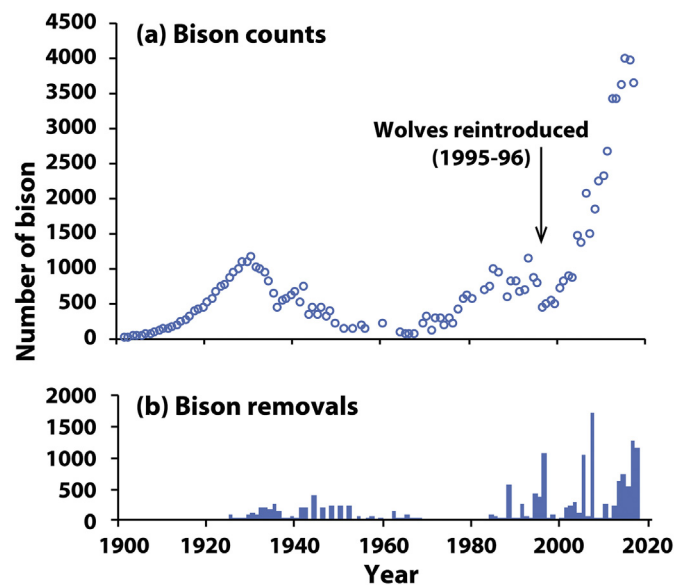 (a) Bison counts
4500
4000
3500
3000
2500
2000
1500
1000
500
0
Number of bison
Wolves reintroduced
(1995-96)
(b) Bison removals
2000
1500
1000
500
0
1900 1920 1940 1960 1980 2000 2020
Year